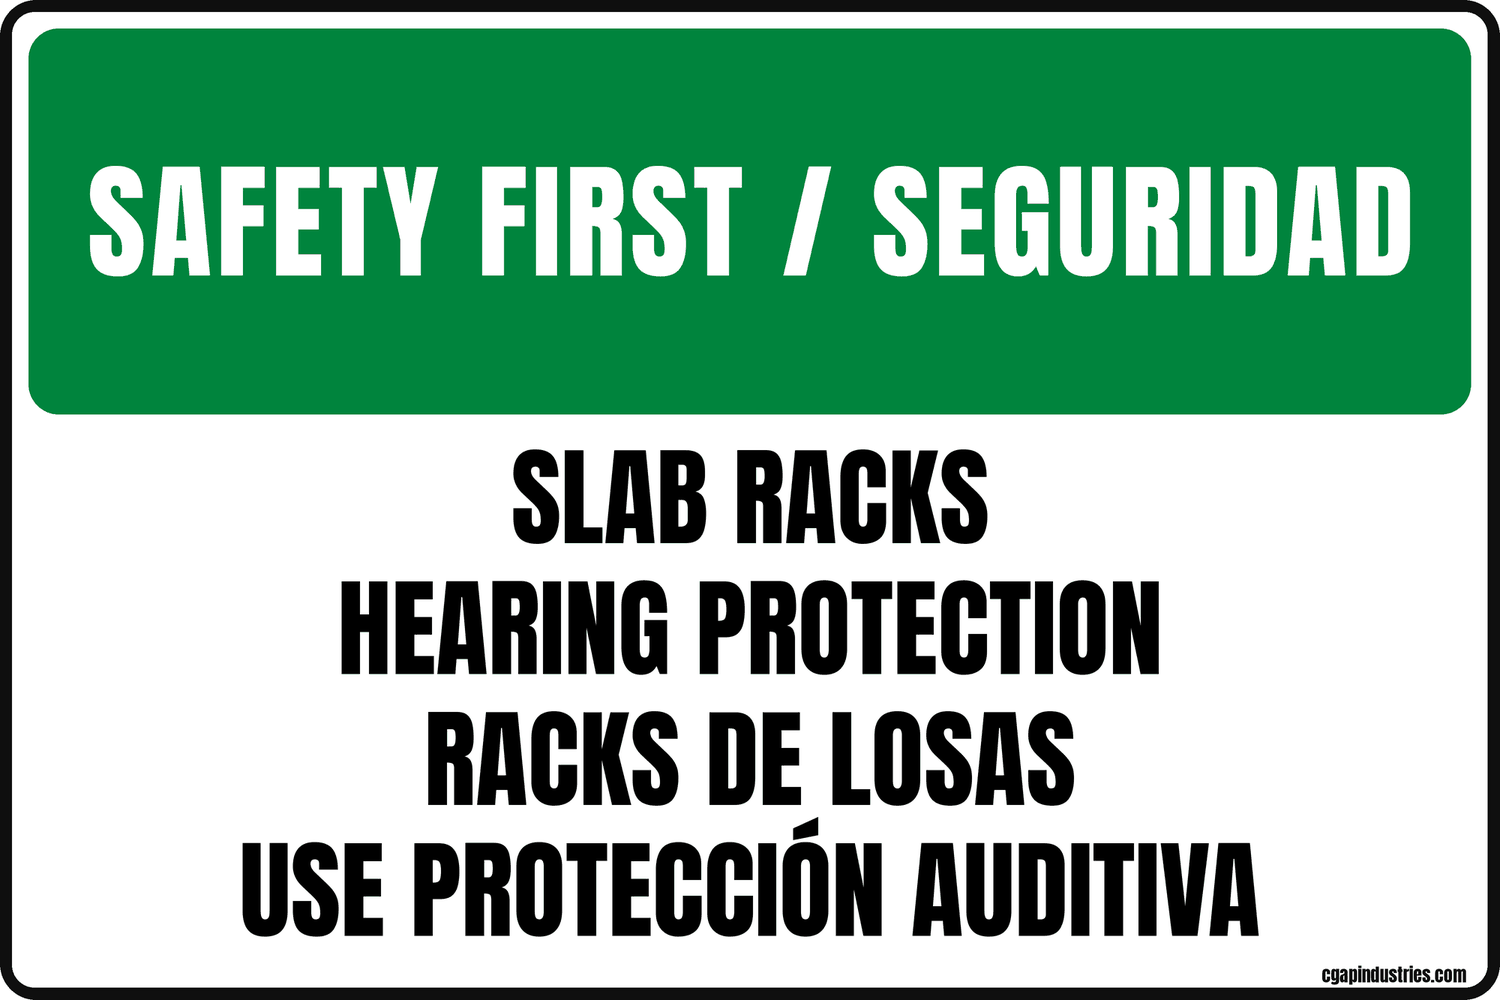 SAFETY FIRST / SEGURIDAD
SLAB RACKS
HEARING PROTECTION
RACKS DE LOSAS
USE PROTECCIÓN AUDITIVA
cgapindustries.com